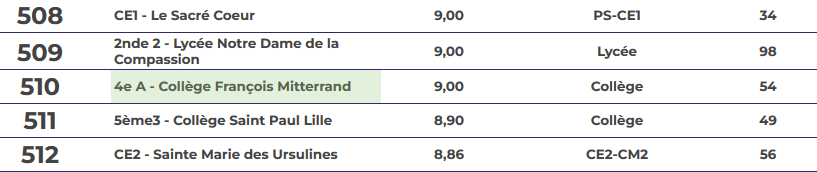 508 CE1 - Le Sacré Coeur 9,00 PS-CE1 34
509 2nde 2 - Lycée Notre Dame de la
Compassion 9,00 Lycée 98
510 4e A - Collège François Mitterrand 9,00 Collège 54
511 5ème3 - Collège Saint Paul Lille 8,90 Collège 49
512 CE2 - Sainte Marie des Ursulines 8,86 CE2-CM2 56